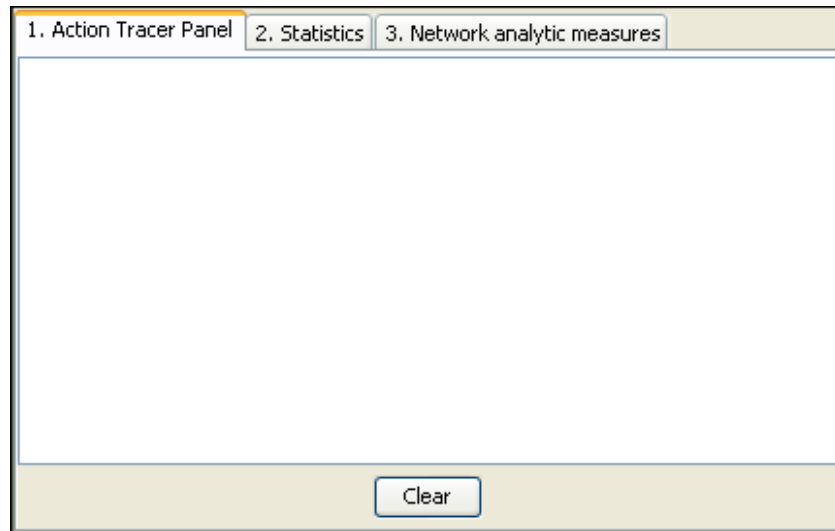 1. Action Tracer Panel 2. Statistics 3. Network analytic measures
Clear